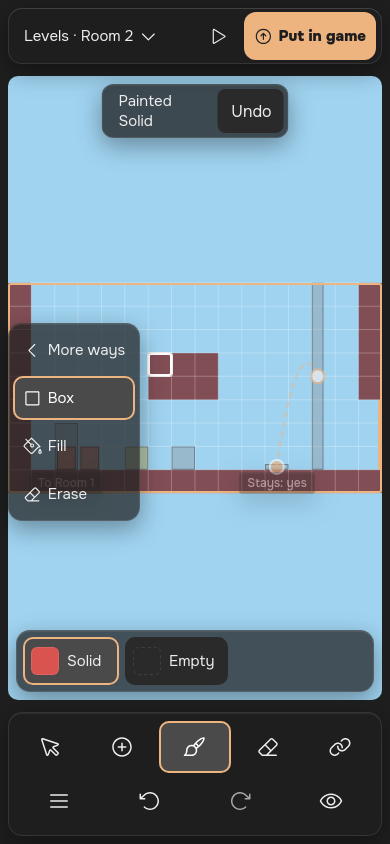 Levels · Room 2
Put in game
Painted
Solid
Undo
More ways
Box
Fill
Erase
To Room 1
Stays: yes
Solid
Empty